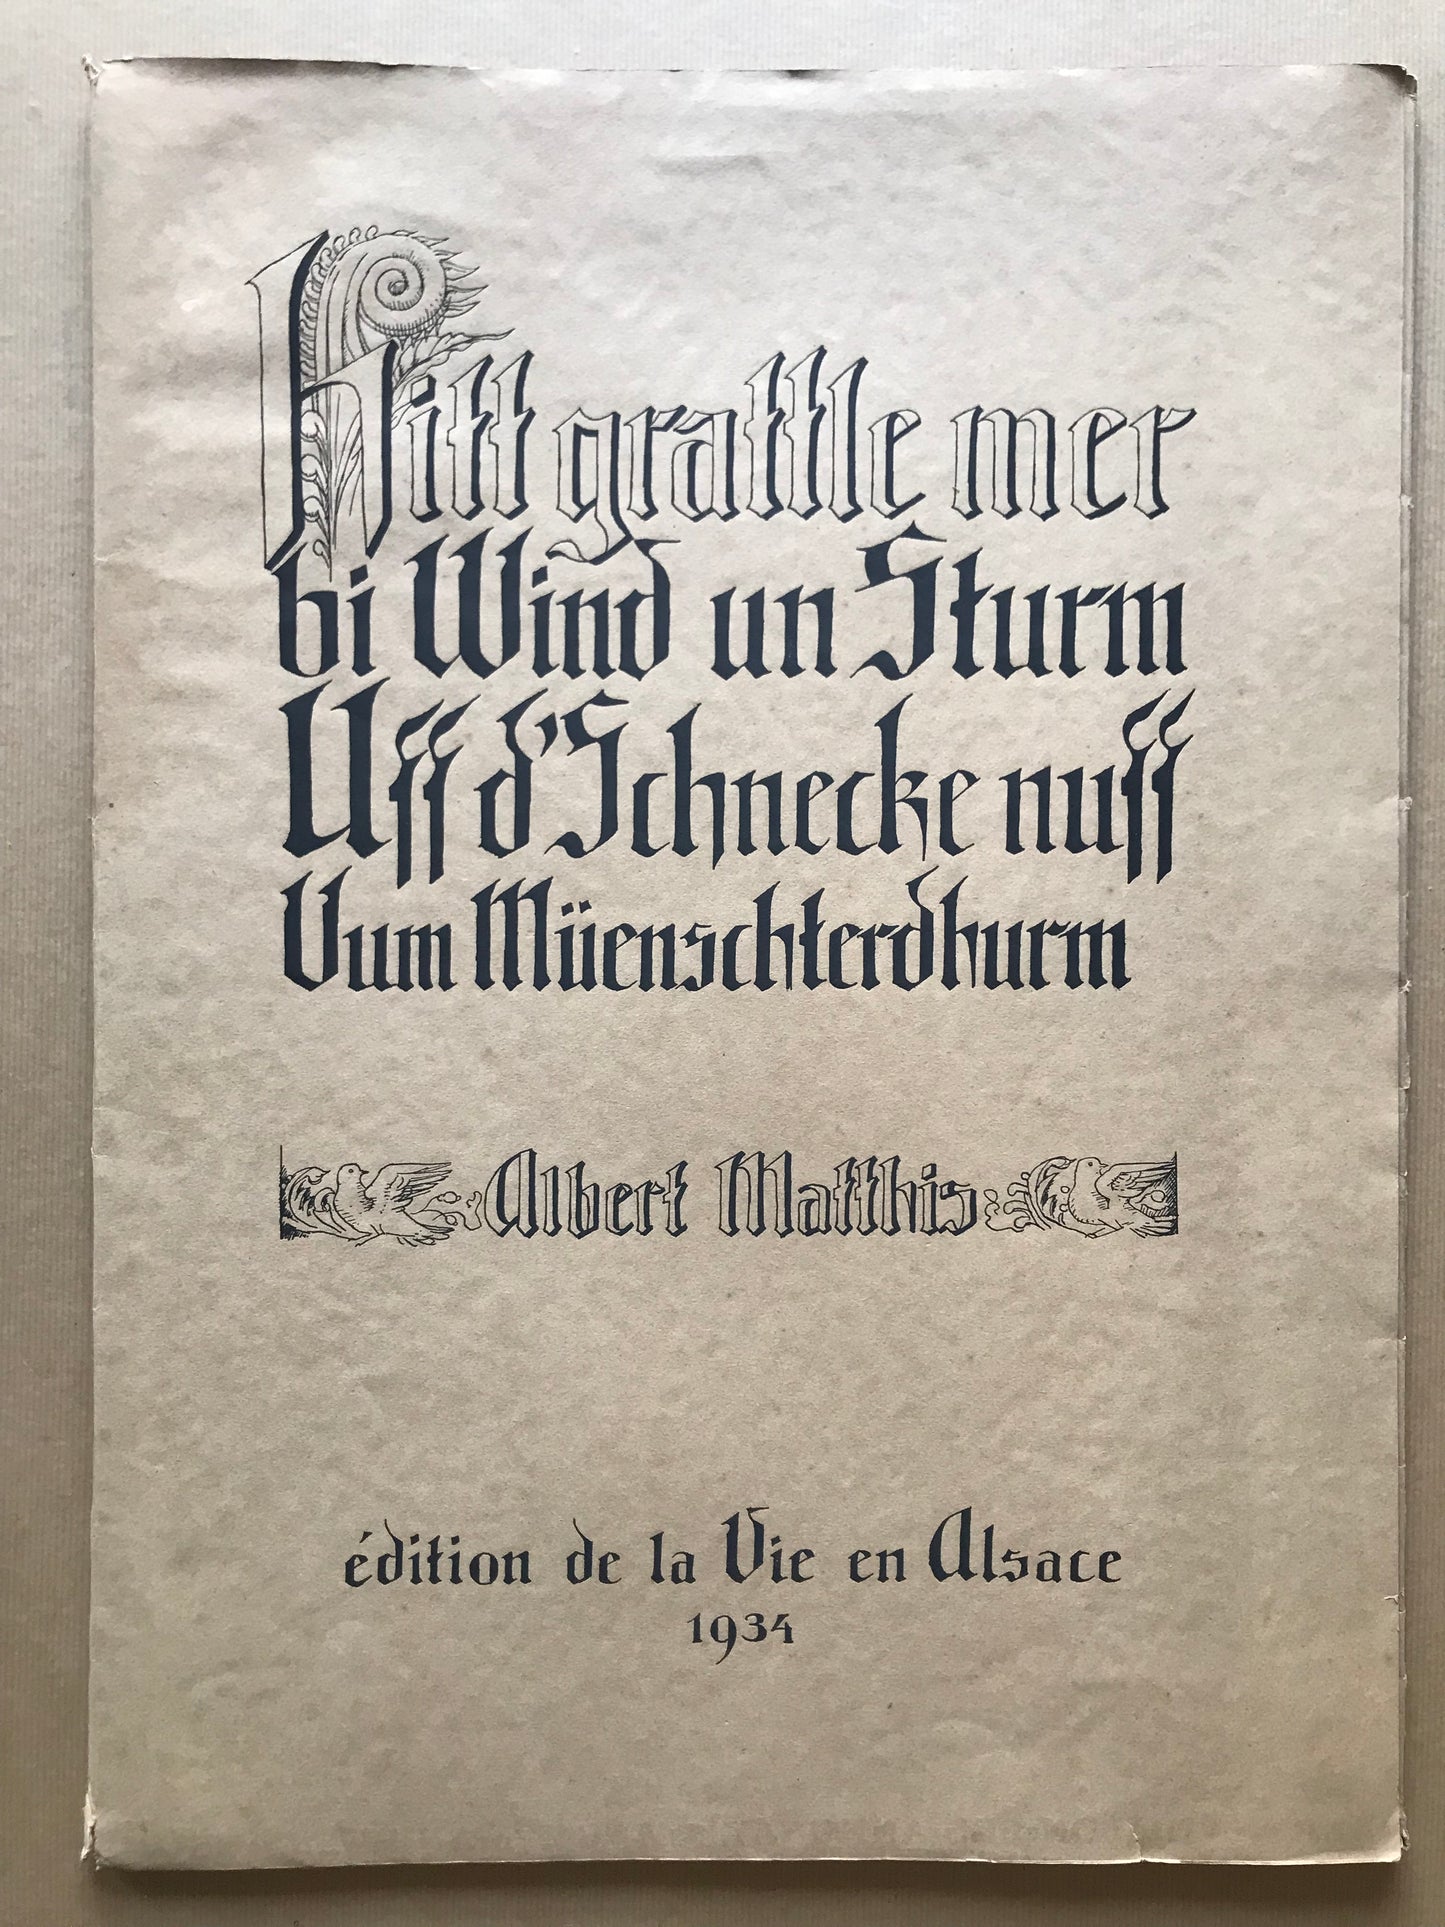 Hitt grattle mer
bi Wind un Sturm
Uff d'Schnecke nuff
Vum Müenschterdhurm
Albert Matthis
édition de la Vie en Alsace
1934